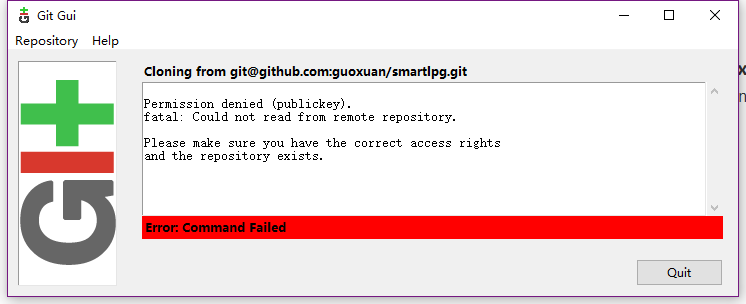 Git Gui
Repository Help
Cloning from git@github.com:guoxuan/smartlpg.git
Permission denied (publickey).
fatal: Could not read from remote repository.
Please make sure you have the correct access rights
and the repository exists.
Error: Command Failed
Quit
GIt